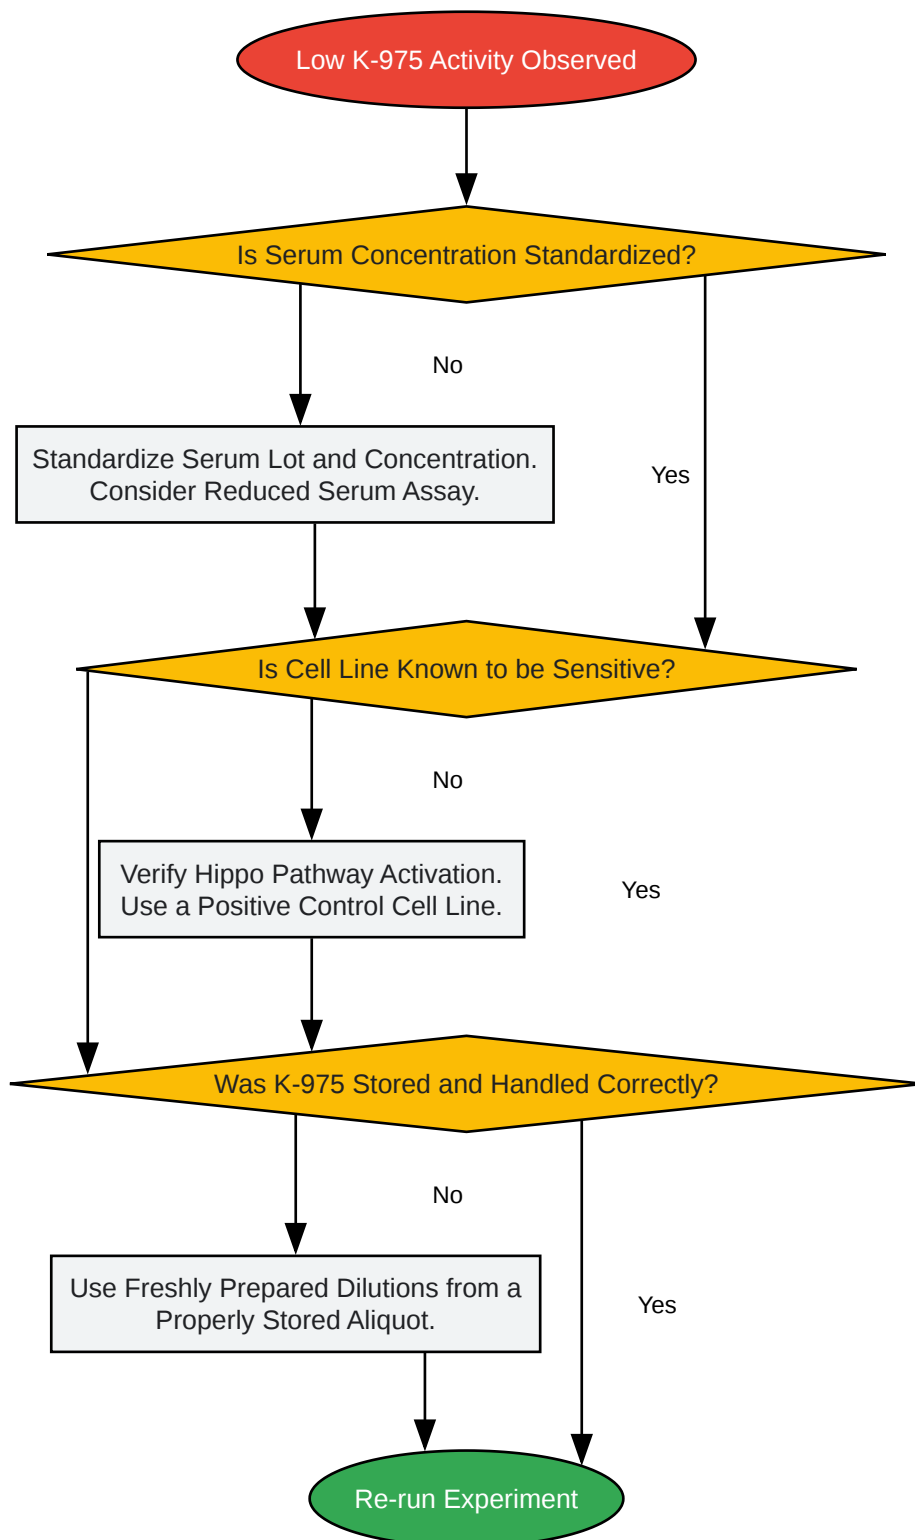 Low K-975 Activity Observed
Is Serum Concentration Standardized?
No
Standardize Serum Lot and Concentration.
Consider Reduced Serum Assay.
Yes
Is Cell Line Known to be Sensitive?
No
Verify Hippo Pathway Activation.
Use a Positive Control Cell Line.
Yes
Was K-975 Stored and Handled Correctly?
No
Use Freshly Prepared Dilutions from a
Properly Stored Aliquot.
Yes
Re-run Experiment